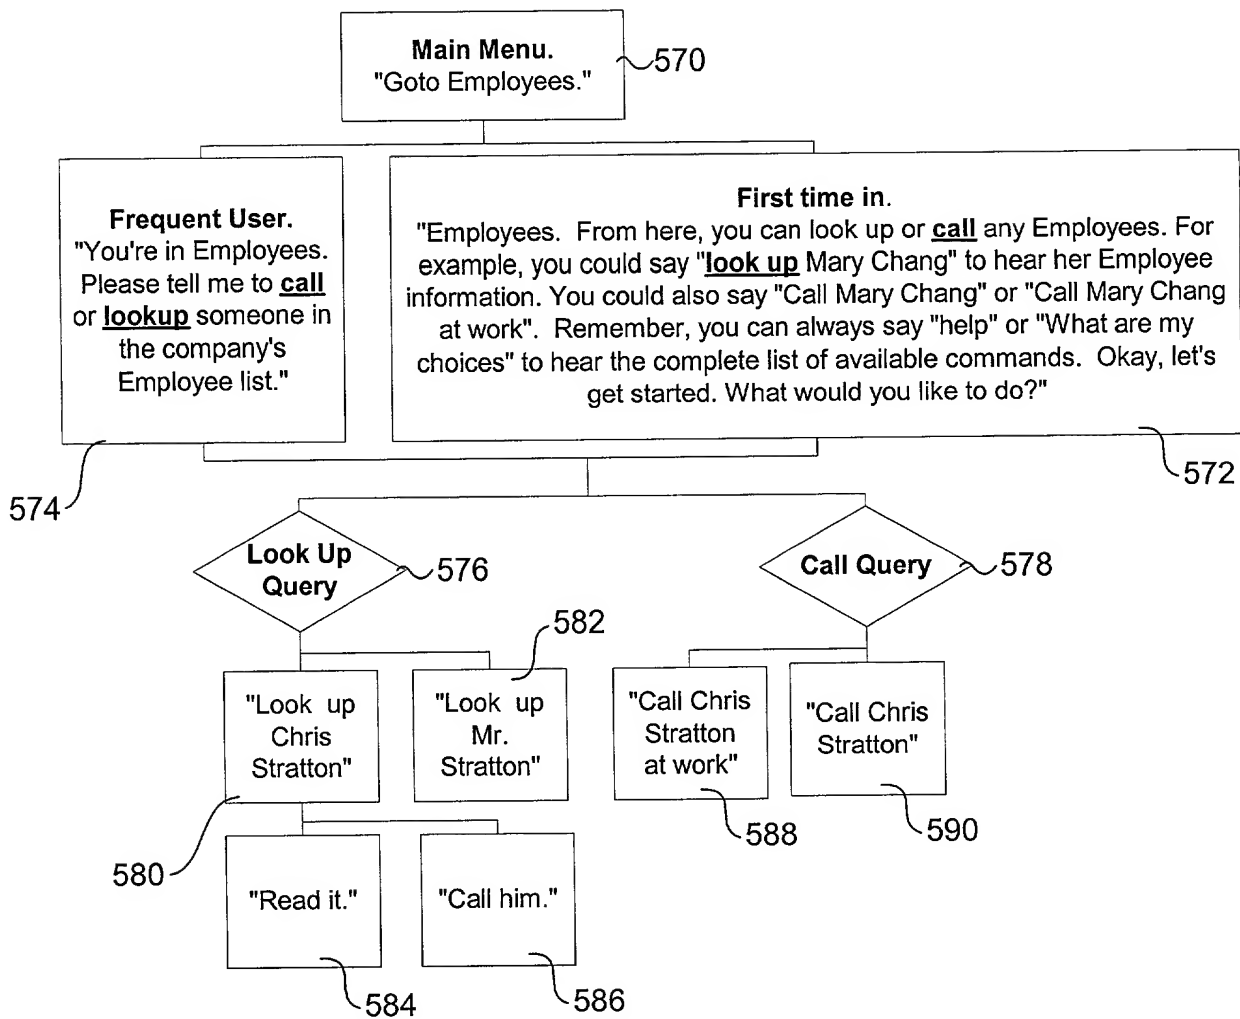 Main Menu.
"Goto Employees."
570
Frequent User.
"You're in Employees.
Please tell me to call
or lookup someone in
the company's
Employee list."
574
First time in.
"Employees.  From here, you can look up or call any Employees. For
example, you could say "look up Mary Chang" to hear her Employee
information. You could also say "Call Mary Chang" or "Call Mary Chang
at work".  Remember, you can always say "help" or "What are my
choices" to hear the complete list of available commands.  Okay, let's
get started. What would you like to do?"
572
Look Up
Query
576
Call Query
578
"Look  up
Chris
Stratton"
580
"Look  up
Mr.
Stratton"
582
"Call Chris
Stratton
at work"
588
"Call Chris
Stratton"
590
"Read it."
584
"Call him."
586